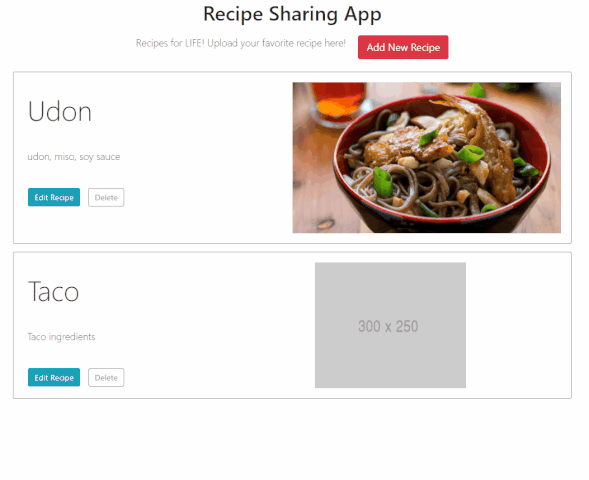 Recipe Sharing App
Recipes for LIFE! Upload your favorite recipe here! Add New Recipe
Udon
udon, miso, soy sauce
Edit Recipe Delete
Taco
Taco ingredients
300 x 250
Edit Recipe Delete